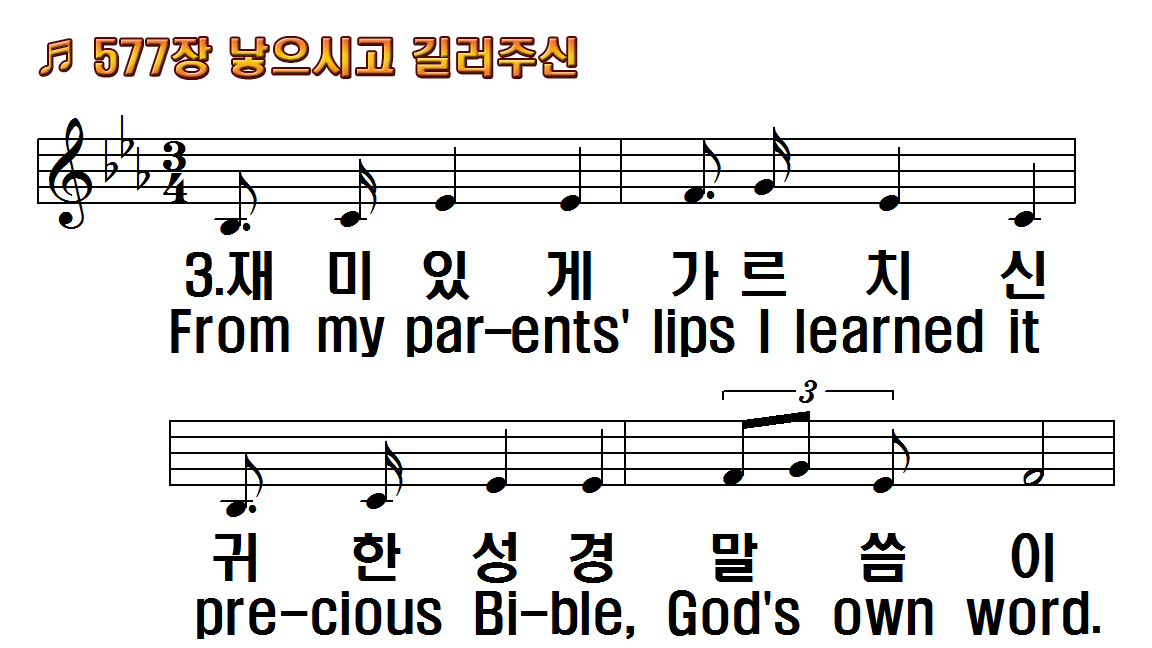 ♬ 577장 낳으시고 길러주신
3
4
3.재 미 있 게 가 르 치 신
From my par-ents' lips I learned it
3
귀 한 성 경 말 씀 이
pre-cious Bi-ble, God's own word.